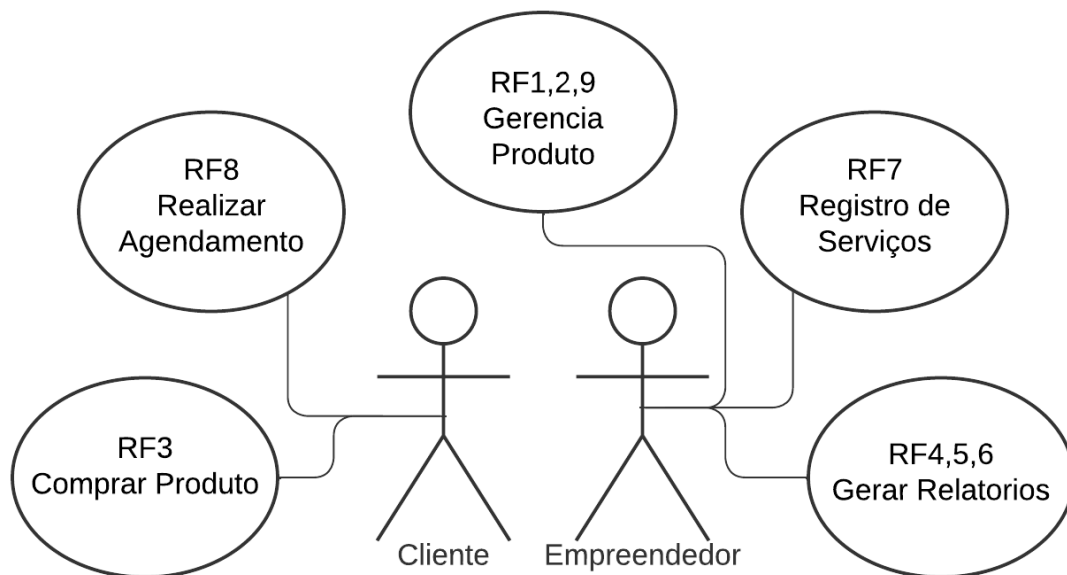 RF1,2,9
Gerencia
Produto
RF8
Realizar
Agendamento
RF7
Registro de
Serviços
RF3
Comprar Produto
RF4,5,6
Gerar Relatorios
Cliente
Empreendedor